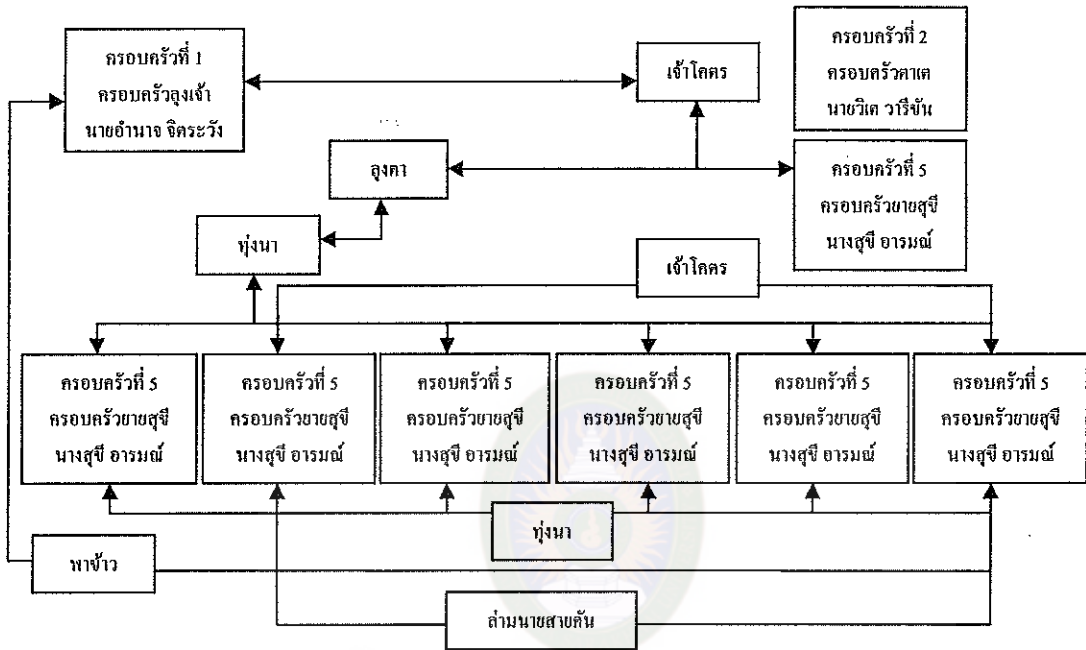 ครอบครัวที่ 1
ครอบครัวลุงเจ้า
นายอำนาจ จิตระวัง
เจ้าโคตร
ครอบครัวที่ 2
ครอบครัวตาเต
นายวิเต วารีขัน
ลุงตา
ครอบครัวที่ 5
ครอบครัวยายสุขี
นางสุขี อารมณ์
ทุ่งนา
เจ้าโคตร
ครอบครัวที่ 5
ครอบครัวยายสุขี
นางสุขี อารมณ์
ครอบครัวที่ 5
ครอบครัวยายสุขี
นางสุขี อารมณ์
ครอบครัวที่ 5
ครอบครัวยายสุขี
นางสุขี อารมณ์
ครอบครัวที่ 5
ครอบครัวยายสุขี
นางสุขี อารมณ์
ครอบครัวที่ 5
ครอบครัวยายสุขี
นางสุขี อารมณ์
ครอบครัวที่ 5
ครอบครัวยายสุขี
นางสุขี อารมณ์
ทุ่งนา
พาข้าว
ล่ามนายสายคัน